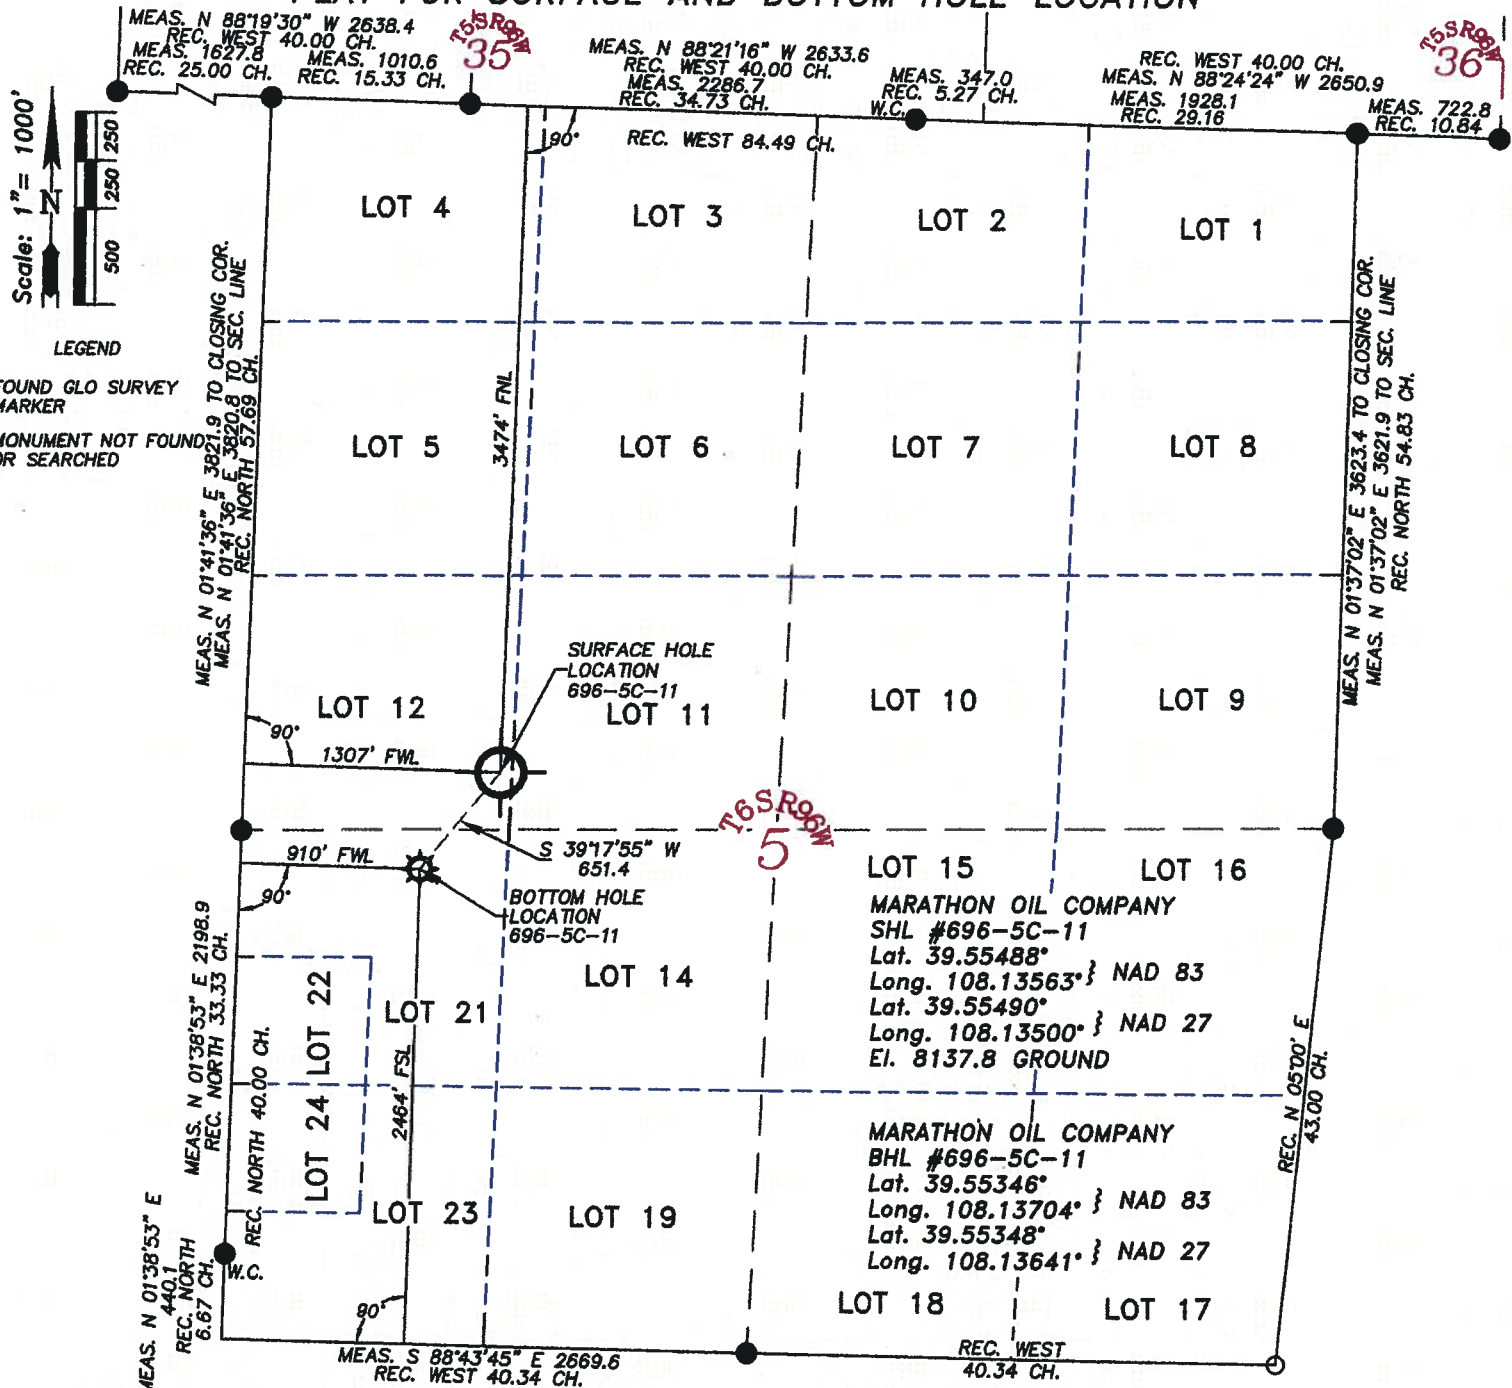 PLAT FOR SURFACE AND BOTTOM HOLE LOCATION
MEAS. N 88°19'30" W 2638.4
REC. WEST 40.00 CH.
MEAS. 1627.8
REC. 25.00 CH.
MEAS. 1010.6
REC. 15.33 CH.
T5SR96W
35
MEAS. N 88°21'16" W 2633.6
REC. WEST 40.00 CH.
MEAS. 2286.7
REC. 34.73 CH.
MEAS. 347.0
REC. 5.27 CH.
W.C.
REC. WEST 40.00 CH.
MEAS. N 88°24'24" W 2650.9
MEAS. 1928.1
REC. 29.16
T5SR96W
36
MEAS. 722.8
REC. 10.84
Scale: 1"= 1000'
N
250
250
500
90°
REC. WEST 84.49 CH.
LOT 4
LOT 3
LOT 2
LOT 1
LEGEND
FOUND GLO SURVEY
MARKER
MONUMENT NOT FOUND
OR SEARCHED
MEAS. N 01°41'36" E 3821.9 TO CLOSING COR.
MEAS. N 01°41'36" E 3820.8 TO SEC. LINE
REC. NORTH 57.69 CH.
3474' FNL
LOT 5
LOT 6
LOT 7
LOT 8
MEAS. N 01°37'02" E 3623.4 TO CLOSING COR.
MEAS. N 01°37'02" E 3621.9 TO SEC. LINE
REC. NORTH 54.83 CH.
SURFACE HOLE
LOCATION
696-5C-11
LOT 12
LOT 11
LOT 10
LOT 9
90°
1307' FWL
T6SR96W
5
910' FWL
90°
S 39°17'55" W
651.4
BOTTOM HOLE
LOCATION
696-5C-11
LOT 15
LOT 16
MARATHON OIL COMPANY
SHL #696-5C-11
Lat. 39.55488°
Long. 108.13563° } NAD 83
Lat. 39.55490°
Long. 108.13500° } NAD 27
El. 8137.8 GROUND
LOT 14
LOT 22
LOT 21
MEAS. N 01°38'53" E 2198.9
REC. NORTH 33.33 CH.
REC. NORTH 40.00 CH.
2464' FSL
LOT 24
REC. N 05°00' E
43.00 CH.
MARATHON OIL COMPANY
BHL #696-5C-11
Lat. 39.55346°
Long. 108.13704° } NAD 83
Lat. 39.55348°
Long. 108.13641° } NAD 27
LOT 23
LOT 19
LOT 18
LOT 17
W.C.
MEAS. N 01°38'53" E
440.1
REC. NORTH
6.67 CH.
90°
MEAS. S 88°43'45" E 2669.6
REC. WEST 40.34 CH.
REC. WEST
40.34 CH.